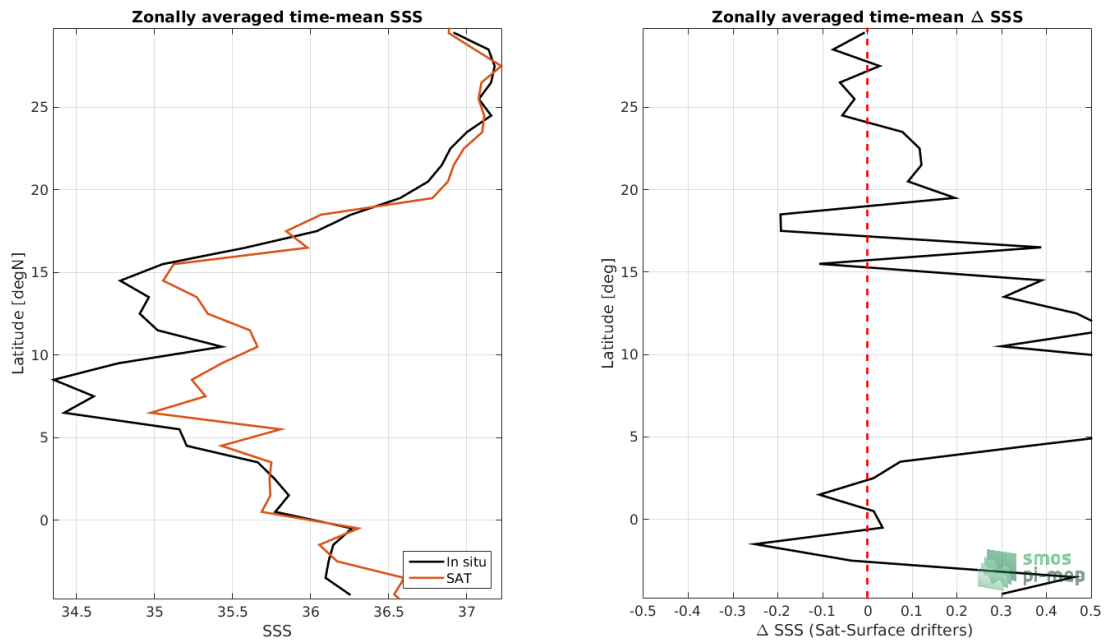 Zonally averaged time-mean SSS
Latitude [degN]
25
20
15
10
5
0
34.5 35 35.5 36 36.5 37
SSS
In situ
SAT
Zonally averaged time-mean Δ SSS
Latitude [deg]
25
20
15
10
5
0
-0.5 -0.4 -0.3 -0.2 -0.1 0 0.1 0.2 0.3 0.4 0.5
Δ SSS (Sat-Surface drifters)
smos
pi-mep